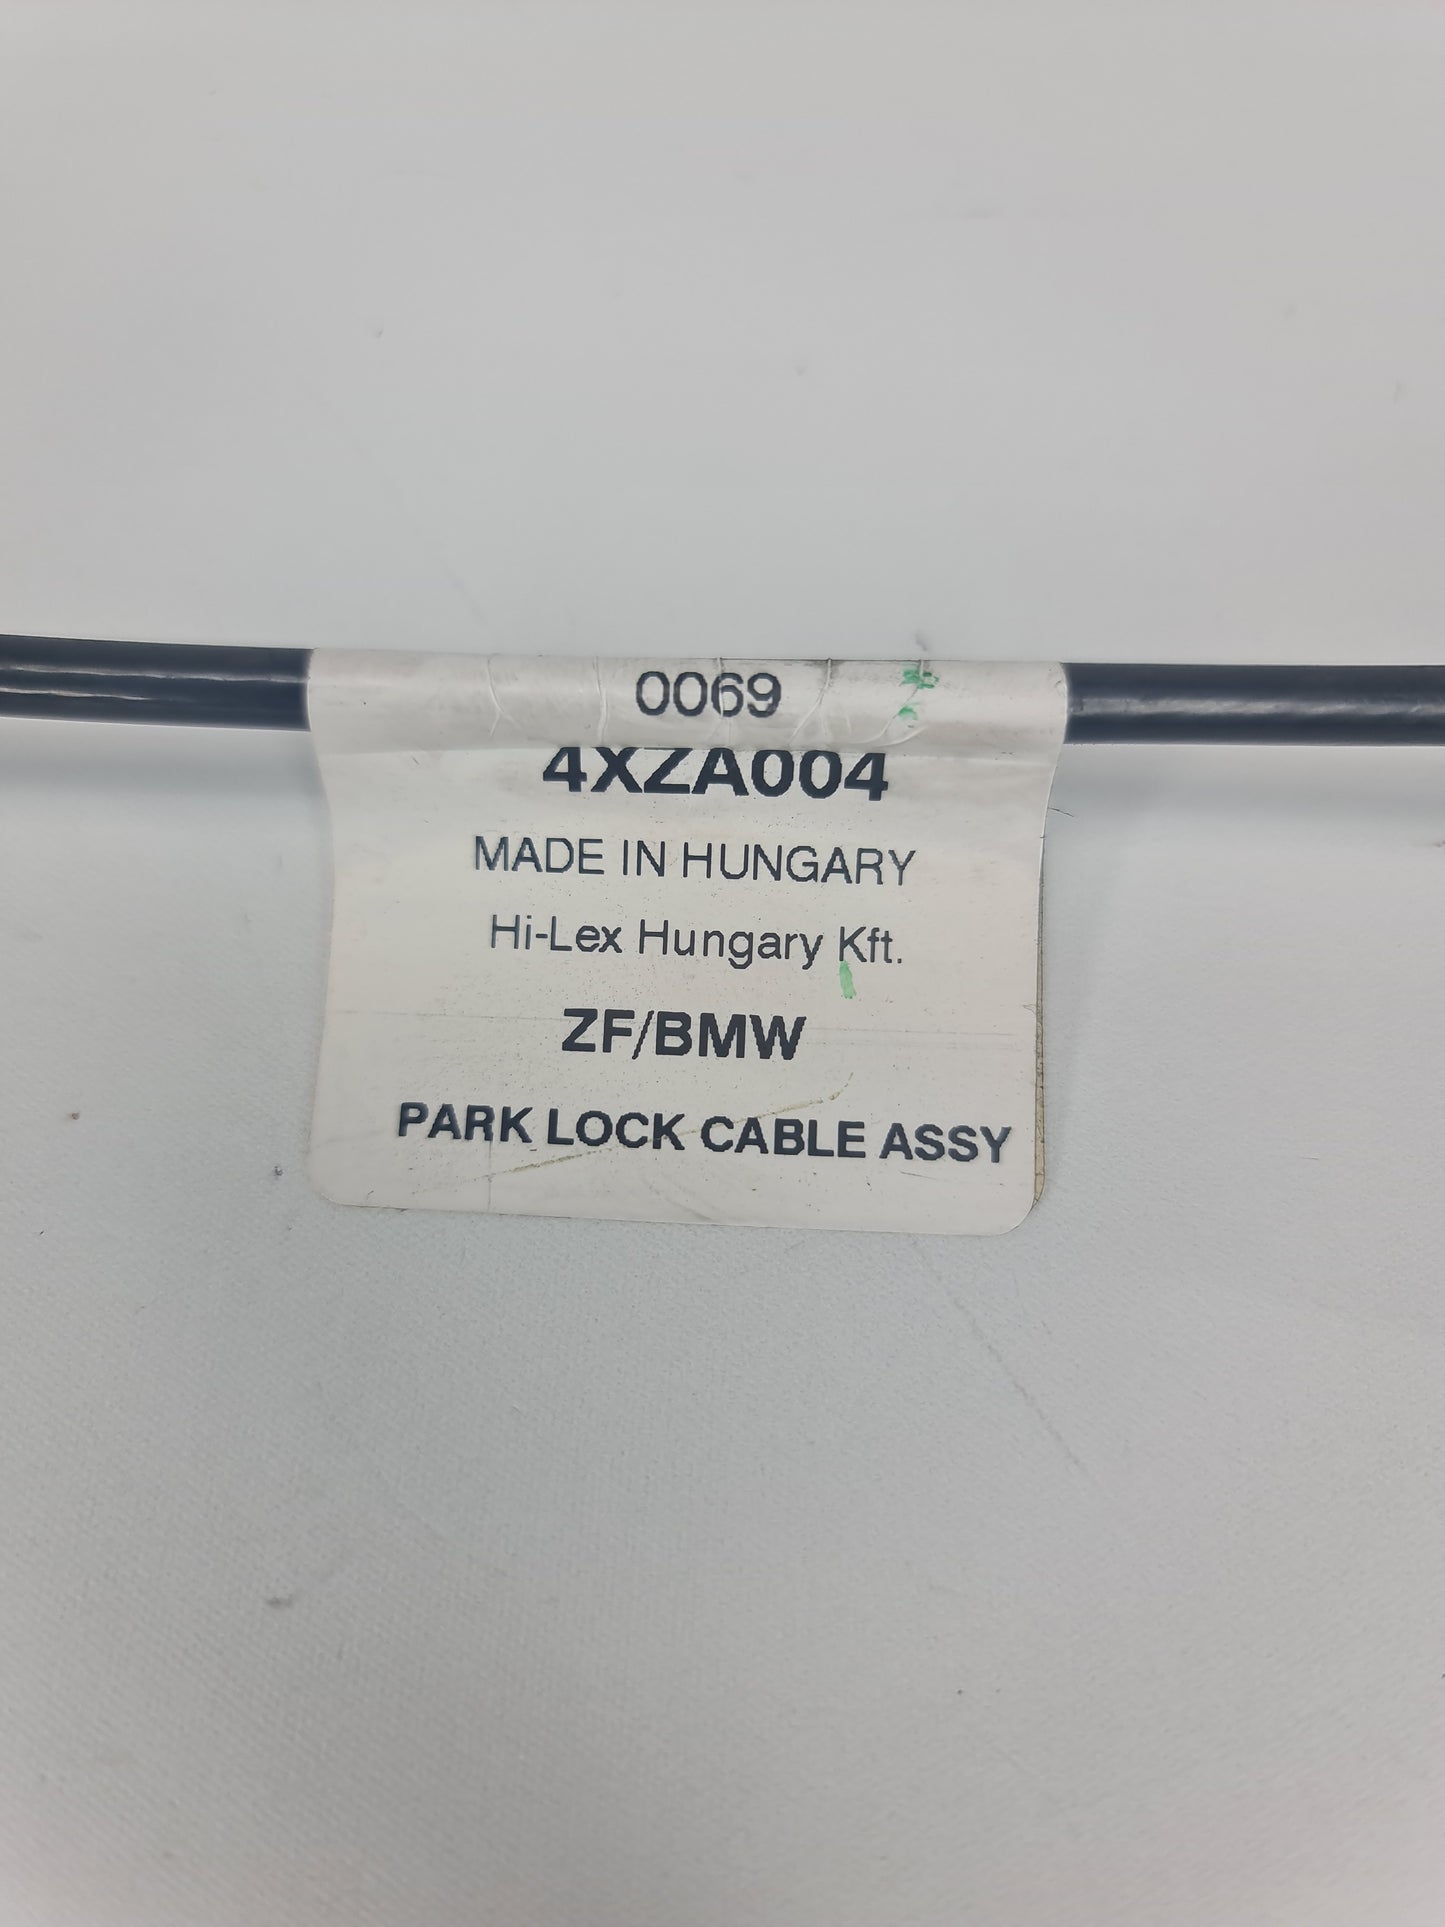 0069
4XZA004
MADE IN HUNGARY
Hi-Lex Hungary Kft.
ZF/BMW
PARK LOCK CABLE ASSY